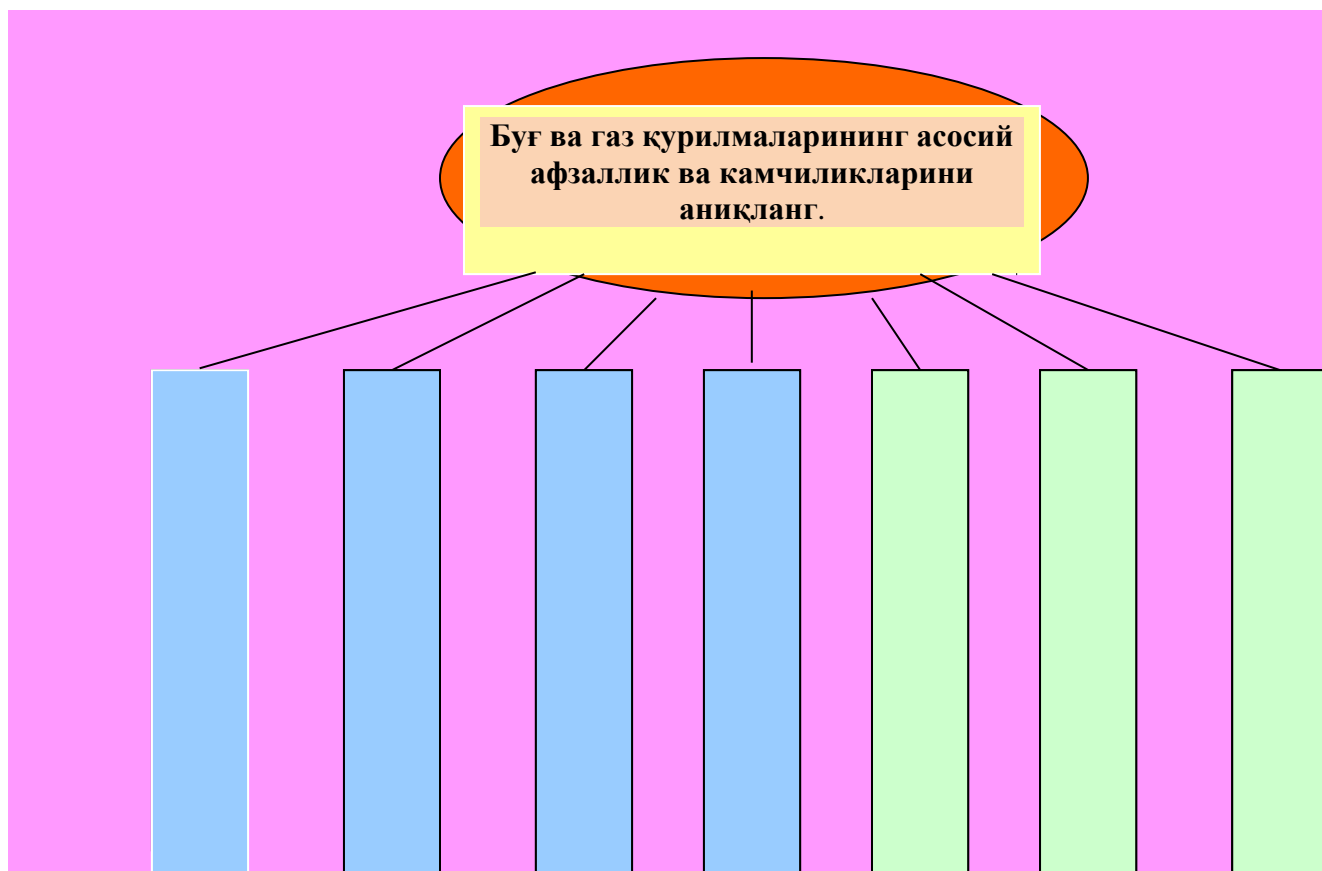 Буғ ва газ қурилмаларининг асосий
афзаллик ва камчиликларини
аниқланг.